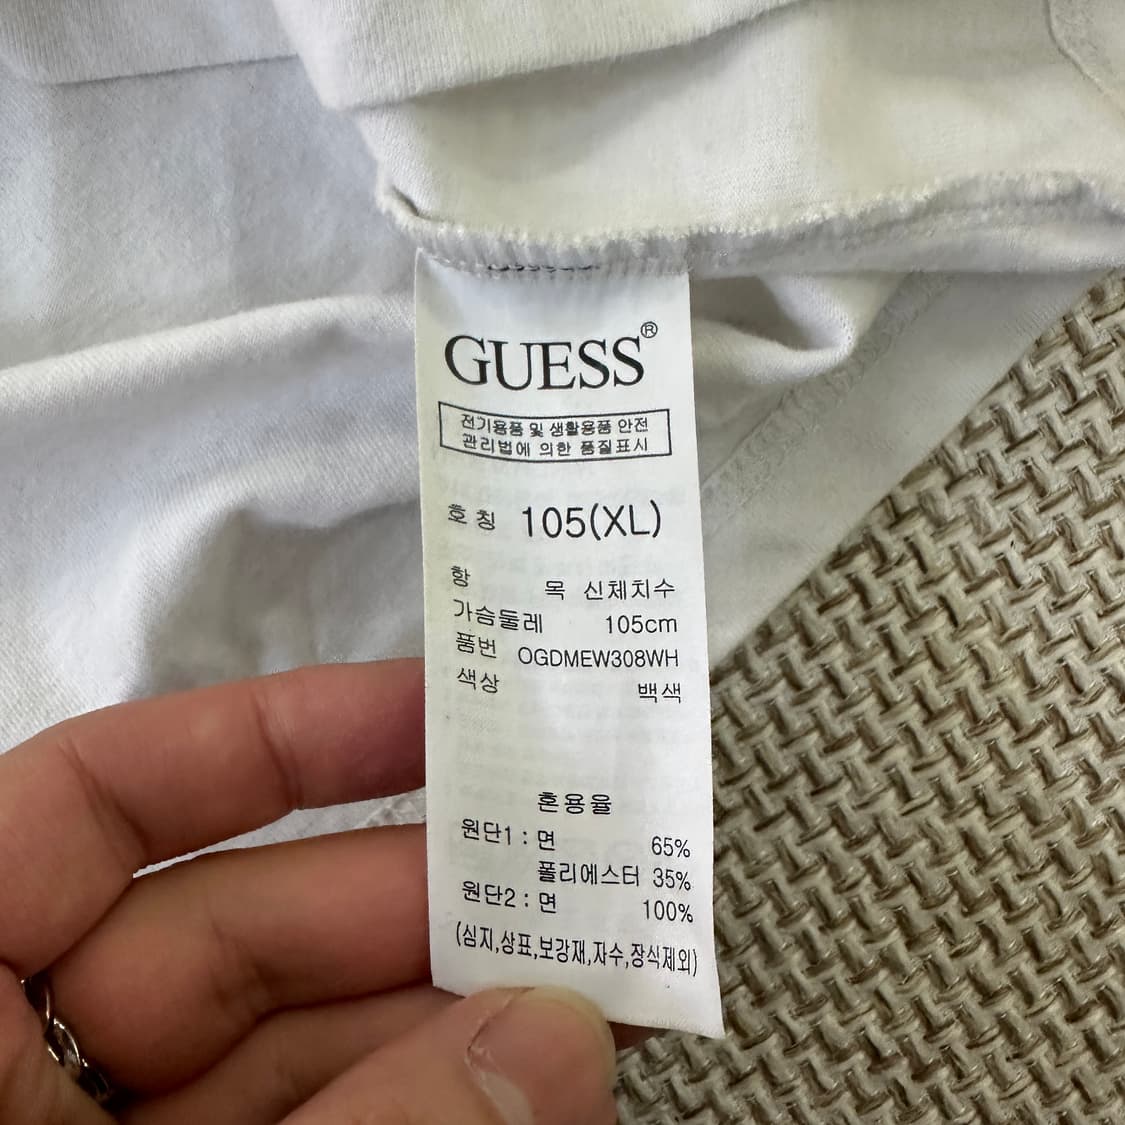 GUESS®
전기용품 및 생활용품 안전
관리법에 의한 품질표시
호칭 105(XL)
항 목 신체치수
가슴둘레 105cm
품번 OGDMEW308WH
색상 백색
혼용율
원단1 : 면 65%
폴리에스터 35%
원단2 : 면 100%
(심지,상표,보강재,자수,장식제외)